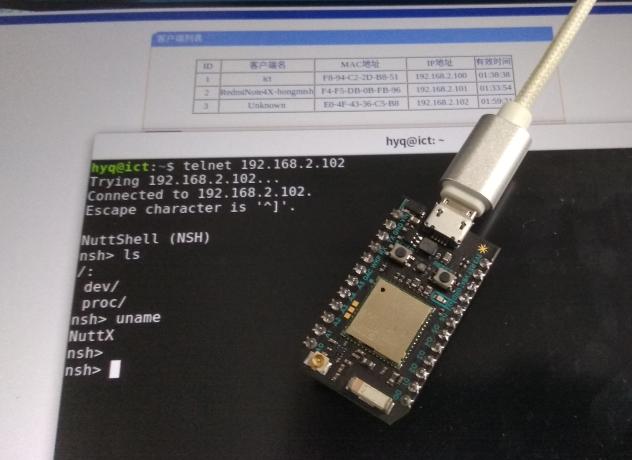 客户端列表
ID 客户端名 MAC地址 IP地址 有效时间
1 ict F8-94-C2-2D-B8-51 192.168.2.100 01:38:38
2 RedmiNote4X-hongmish F4-F5-DB-0B-FB-96 192.168.2.101 01:33:54
3 Unknown E0-4F-43-36-C5-B8 192.168.2.102 01:59:31
hyq@ict: ~
hyq@ict:~$ telnet 192.168.2.102
Trying 192.168.2.102...
Connected to 192.168.2.102.
Escape character is '^]'.
NuttShell (NSH)
nsh> ls
/:
dev/
proc/
nsh> uname
NuttX
nsh>
nsh>